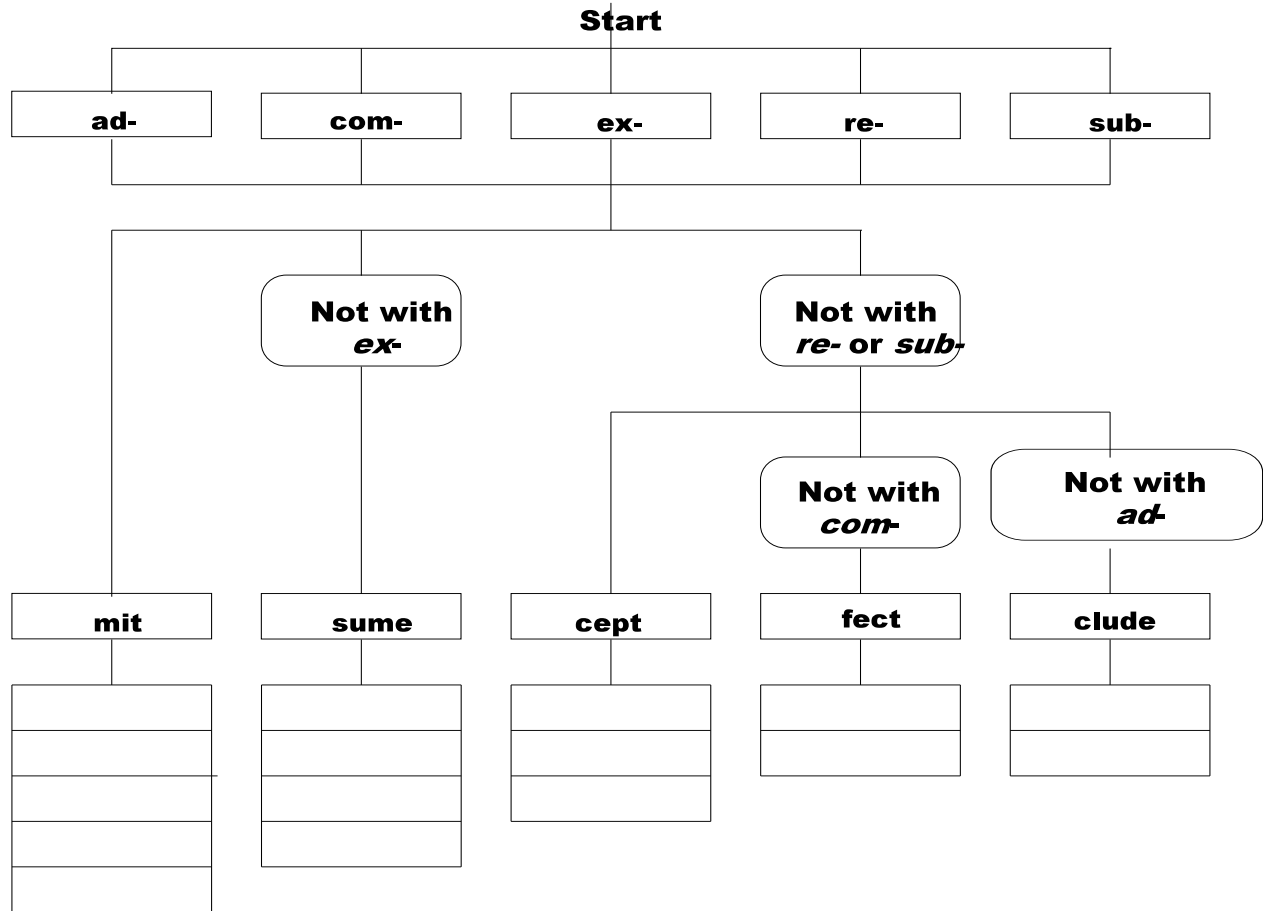 Start
ad-
com-
ex-
re-
sub-
Not with
ex-
Not with
re- or sub-
Not with
com-
Not with
ad-
mit
sume
cept
fect
clude